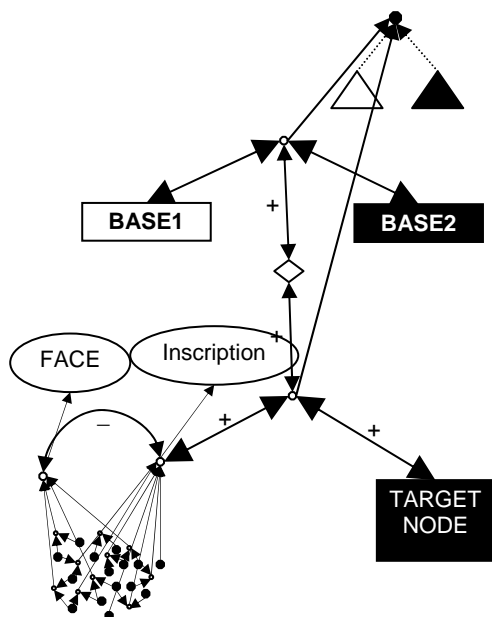 BASE1
BASE2
+
+
FACE
Inscription
–
+
+
TARGET
NODE